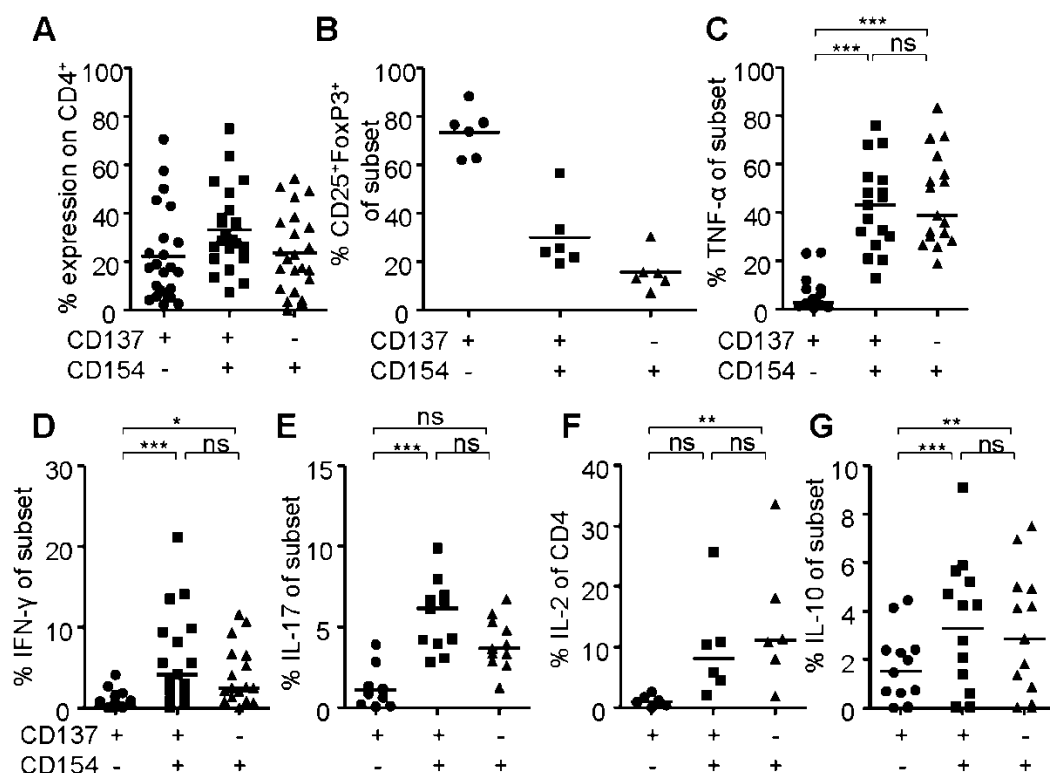 A
% expression on CD4⁺
100
80
60
40
20
0
CD137 + + -
CD154 - + +
B
% CD25⁺FoxP3⁺
of subset
100
80
60
40
20
0
+ + -
CD154 - + +
CD137
C
***
*** ns
% TNF-α of subset
100
80
60
40
20
0
CD137 + + -
CD154 - + +
D
*
*** ns
% IFN-γ of subset
30
20
10
0
CD137 + + -
CD154 - + +
E
ns
*** ns
% IL-17 of subset
15
10
5
0
+ + -
- + +
F
**
ns ns
% IL-2 of CD4
40
30
20
10
0
+ + -
- + +
G
**
*** ns
% IL-10 of subset
10
8
6
4
2
0
+ + -
- + +